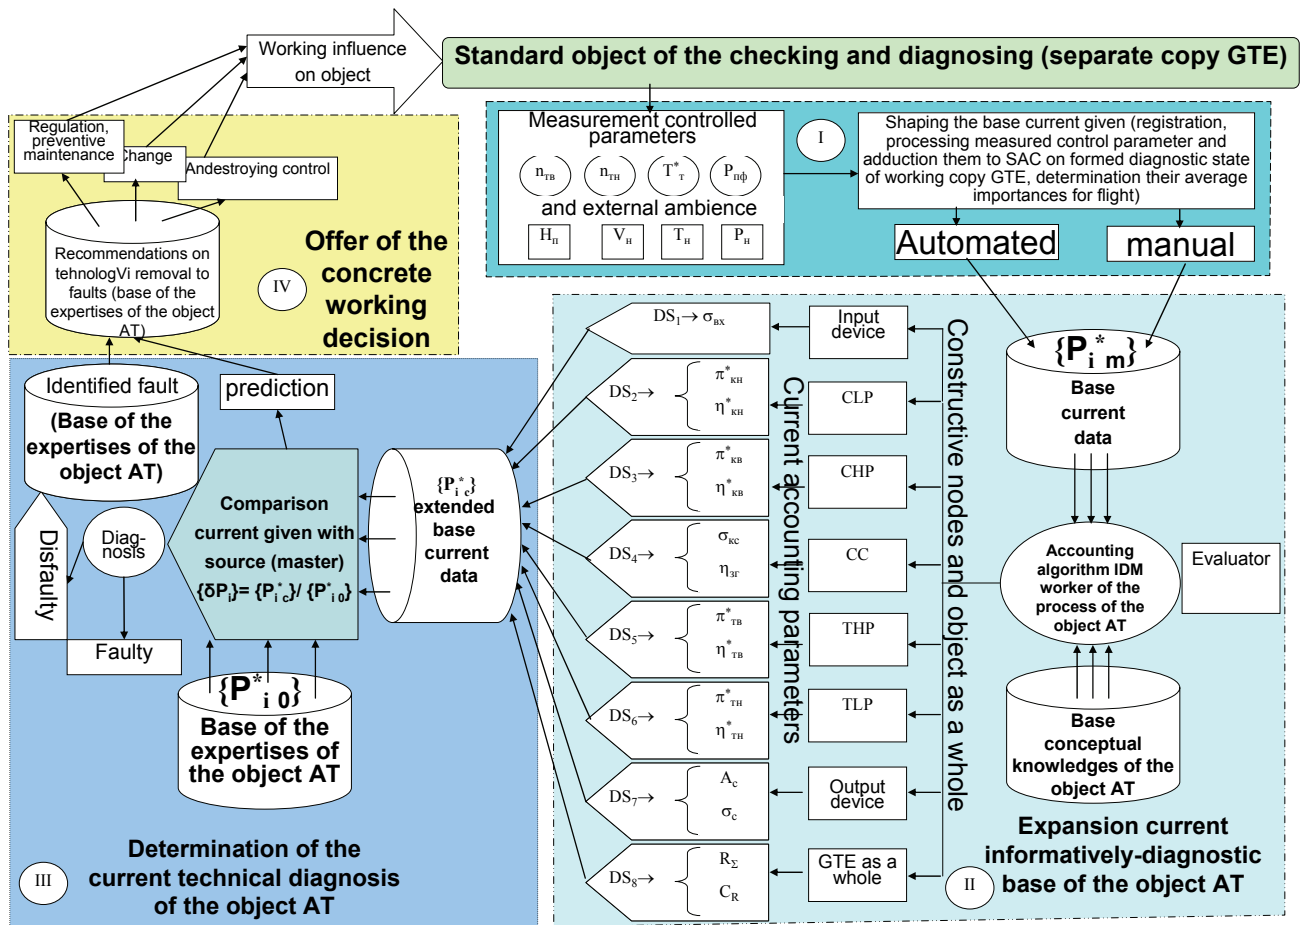 Working influence
on object
Standard object of the checking and diagnosing (separate copy GTE)
Regulation,
preventive
maintenance
Change
Andestroying control
Recommendations on
tehnologVi removal to
faults (base of the
expertises of the object
AT)
IV
Offer of the
concrete
working
decision
Measurement controlled
parameters
nтв
nтн
T*т
Pпф
and external ambience
Hп
Vн
Tн
Pн
I
Shaping the base current given (registration,
processing measured control parameter and
adduction them to SAC on formed diagnostic state
of working copy GTE, determination their average
importances for flight)
Automated
manual
{P*i m}
Base
current
data
Accounting
algorithm IDM
worker of the
process of the
object AT
Evaluator
Base
conceptual
knowledges of the
object AT
Expansion current
informatively-diagnostic
base of the object AT
II
Constructive nodes and object as a whole
Input
device
CLP
CHP
CC
THP
TLP
Output
device
GTE as a
whole
Current accounting parameters
DS1→ σвх
DS2→ { π*кн
η*кн
DS3→ { π*кв
η*кв
DS4→ { σкс
ηзг
DS5→ { π*тв
η*тв
DS6→ { π*тн
η*тн
DS7→ { Aс
σс
DS8→ { RΣ
CR
{Pi*c}
extended
base
current
data
Identified fault
(Base of the
expertises of the
object AT)
prediction
Comparison
current given with
source (master)
{δPi}= {Pi*c}/ {P*i 0}
Diag-
nosis
Disfaulty
Faulty
{P*i 0}
Base of the
expertises of
the object AT
III
Determination of the
current technical diagnosis
of the object AT